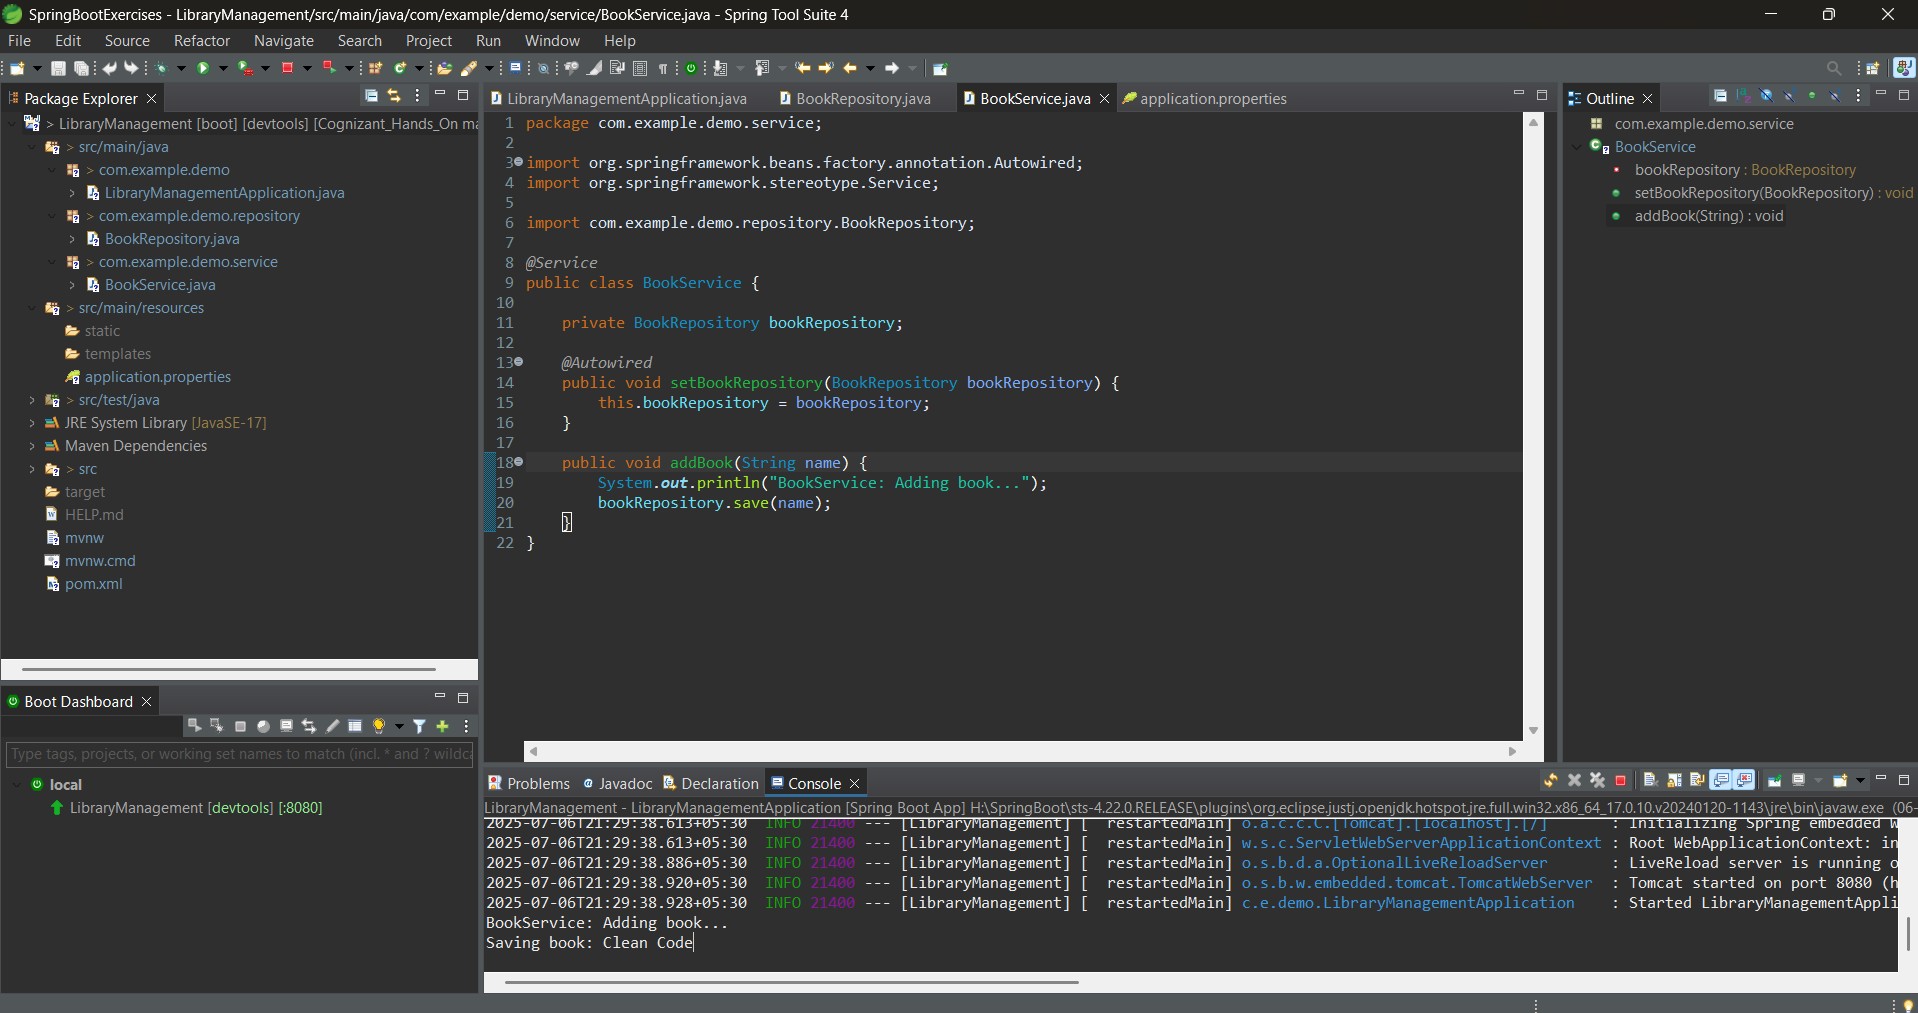 SpringBootExercises - LibraryManagement/src/main/java/com/example/demo/service/BookService.java - Spring Tool Suite 4
File Edit Source Refactor Navigate Search Project Run Window Help
Package Explorer
> LibraryManagement [boot] [devtools] [Cognizant_Hands_On
> src/main/java
> com.example.demo
LibraryManagementApplication.java
> com.example.demo.repository
BookRepository.java
> com.example.demo.service
BookService.java
> src/main/resources
static
templates
application.properties
> src/test/java
JRE System Library [JavaSE-17]
Maven Dependencies
> src
target
HELP.md
mvnw
mvnw.cmd
pom.xml
Boot Dashboard
Type tags, projects, or working set names to match (incl. * and ?
local
LibraryManagement [devtools] [:8080]
LibraryManagementApplication.java BookRepository.java BookService.java application.properties
1 package com.example.demo.service;
2
3 import org.springframework.beans.factory.annotation.Autowired;
4 import org.springframework.stereotype.Service;
5
6 import com.example.demo.repository.BookRepository;
7
8 @Service
9 public class BookService {
10
11 private BookRepository bookRepository;
12
13 @Autowired
14 public void setBookRepository(BookRepository bookRepository) {
15 this.bookRepository = bookRepository;
16 }
17
18 public void addBook(String name) {
19 System.out.println("BookService: Adding book...");
20 bookRepository.save(name);
21 }
22 }
Outline
com.example.demo.service
BookService
bookRepository : BookRepository
setBookRepository(BookRepository) : void
addBook(String) : void
Problems @ Javadoc Declaration Console
LibraryManagement - LibraryManagementApplication [Spring Boot App] H:\SpringBoot\sts-4.22.0.RELEASE\plugins\org.eclipse.justj.openjdk.hotspot.jre.full.win32.x86_64_17.0.10.v20240120-1143\jre\bin\javaw.exe (06-
2025-07-06T21:29:38.613+05:30 INFO 21400 --- [LibraryManagement] [ restartedMain] o.a.c.c.C.[Tomcat].[localhost].[/] : Initializing Spring embedded
2025-07-06T21:29:38.613+05:30 INFO 21400 --- [LibraryManagement] [ restartedMain] w.s.c.ServletWebServerApplicationContext : Root WebApplicationContext:
2025-07-06T21:29:38.886+05:30 INFO 21400 --- [LibraryManagement] [ restartedMain] o.s.b.d.a.OptionalLiveReloadServer : LiveReload server is running
2025-07-06T21:29:38.920+05:30 INFO 21400 --- [LibraryManagement] [ restartedMain] o.s.b.w.embedded.tomcat.TomcatWebServer : Tomcat started on port 8080
2025-07-06T21:29:38.928+05:30 INFO 21400 --- [LibraryManagement] [ restartedMain] c.e.demo.LibraryManagementApplication : Started LibraryManagementAppli
BookService: Adding book...
Saving book: Clean Code